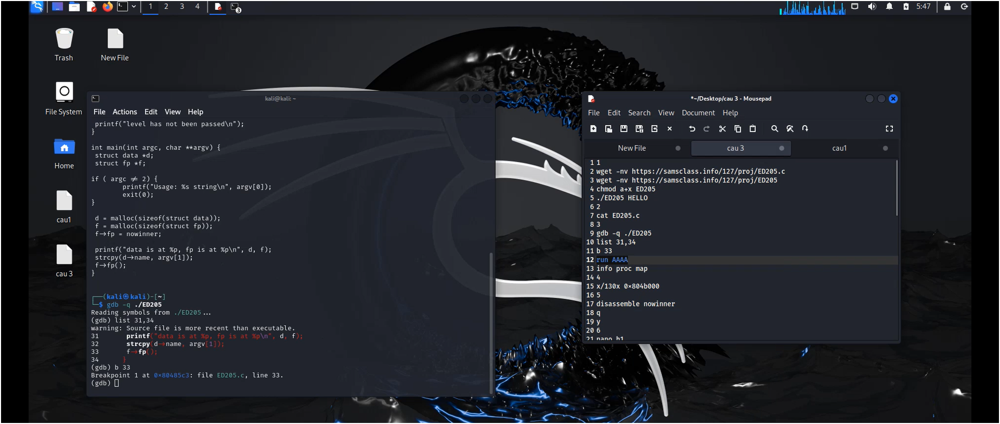 1 2 3 4
3
5:47
Trash
New File
File System
Home
cau1
cau 3
kali@kali: ~
File Actions Edit View Help
printf("level has not been passed\n");
}
int main(int argc, char **argv) {
struct data *d;
struct fp *f;
if ( argc ≠ 2) {
printf("Usage: %s string\n", argv[0]);
exit(0);
}
d = malloc(sizeof(struct data));
f = malloc(sizeof(struct fp));
f→fp = nowinner;
printf("data is at %p, fp is at %p\n", d, f);
strcpy(d→name, argv[1]);
f→fp();
}
┌──(kali㉿kali)-[~]
└─$ gdb -q ./ED205
Reading symbols from ./ED205...
(gdb) list 31,34
warning: Source file is more recent than executable.
31 printf("data is at %p, fp is at %p\n", d, f);
32 strcpy(d→name, argv[1]);
33 f→fp();
34 }
(gdb) b 33
Breakpoint 1 at 0×80485c3: file ED205.c, line 33.
(gdb)
*~/Desktop/cau 3 - Mousepad
File Edit Search View Document Help
New File cau 3 cau1
1 1
2 wget -nv https://samsclass.info/127/proj/ED205.c
3 wget -nv https://samsclass.info/127/proj/ED205
4 chmod a+x ED205
5 ./ED205 HELLO
6 2
7 cat ED205.c
8 3
9 gdb -q ./ED205
10 list 31,34
11 b 33
12 run AAAA
13 info proc map
14 4
15 x/130x 0×804b000
16 5
17 disassemble nowinner
18 q
19 y
20 6
21 nano h1